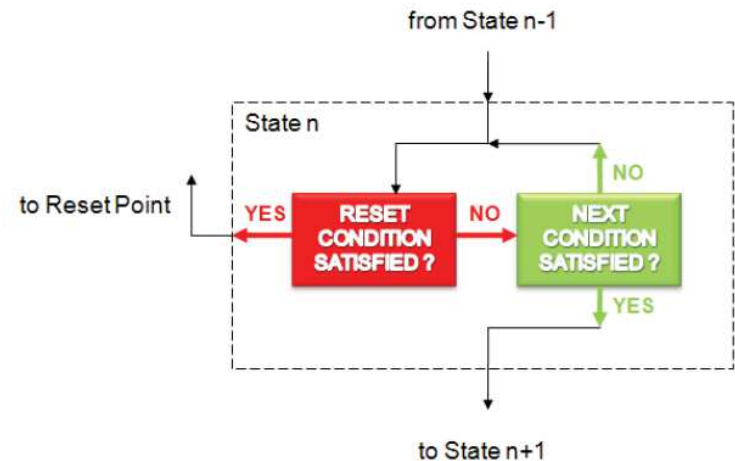 from State n-1
State n
to Reset Point
YES
RESET
CONDITION
SATISFIED ?
NO
NEXT
CONDITION
SATISFIED ?
NO
YES
to State n+1